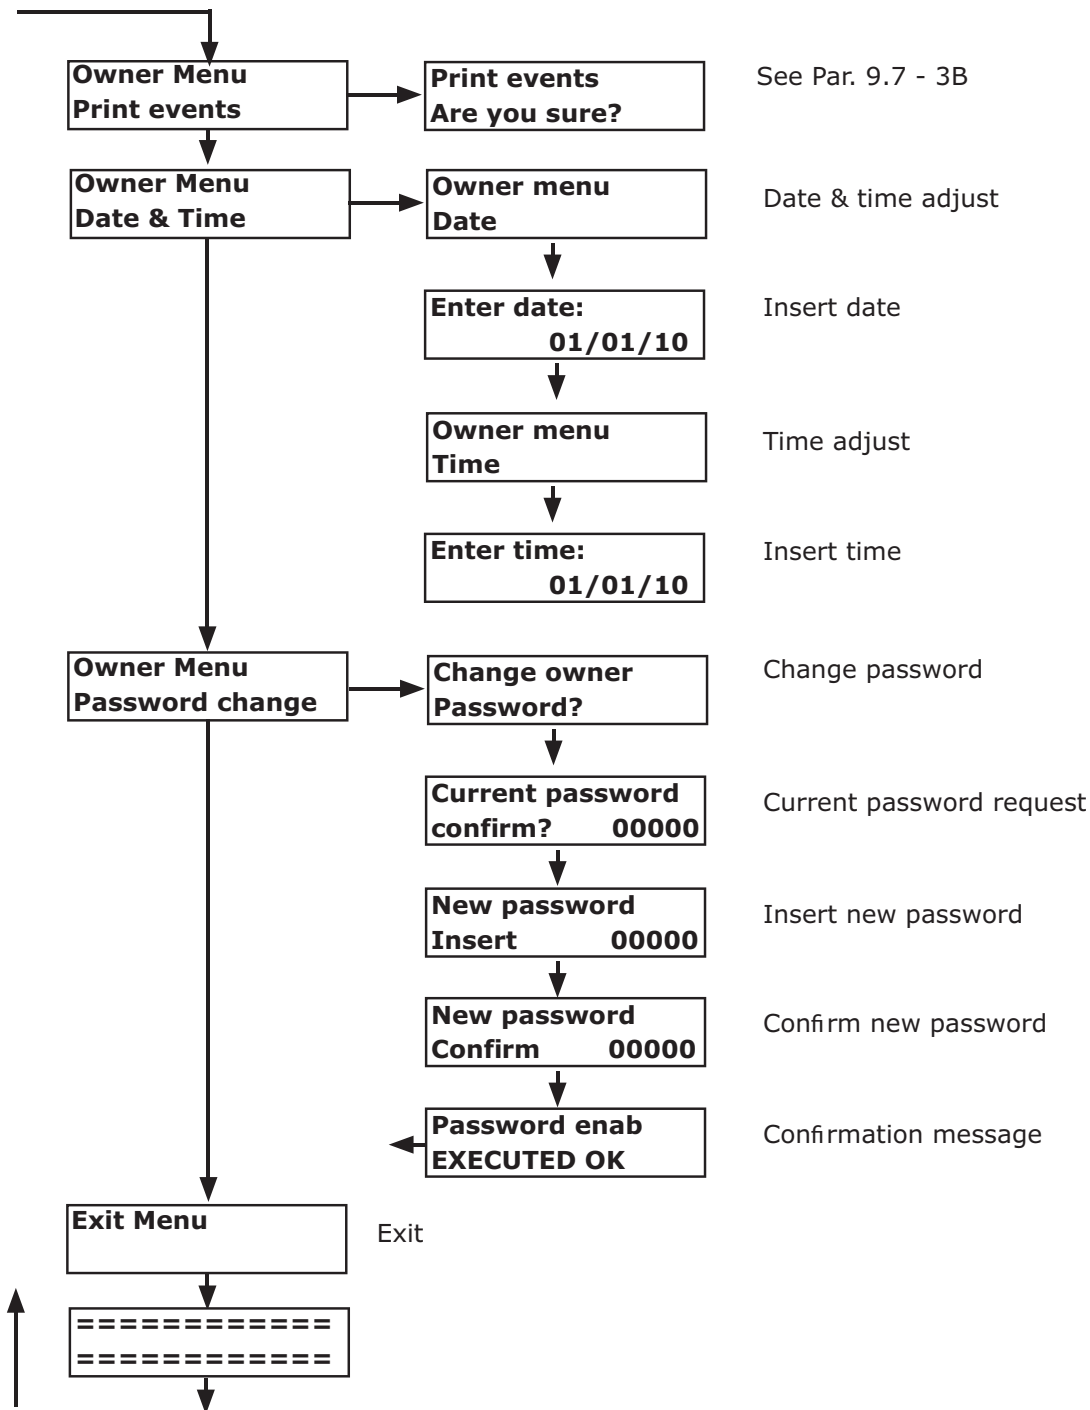 Owner Menu
Print events
Print events
Are you sure?
See Par. 9.7 - 3B
Owner Menu
Date & Time
Owner menu
Date
Date & time adjust
Enter date:
01/01/10
Insert date
Owner menu
Time
Time adjust
Enter time:
01/01/10
Insert time
Owner Menu
Password change
Change owner
Password?
Change password
Current password
confirm? 00000
Current password request
New password
Insert 00000
Insert new password
New password
Confirm 00000
Confirm new password
Password enab
EXECUTED OK
Confirmation message
Exit Menu
Exit
============
============